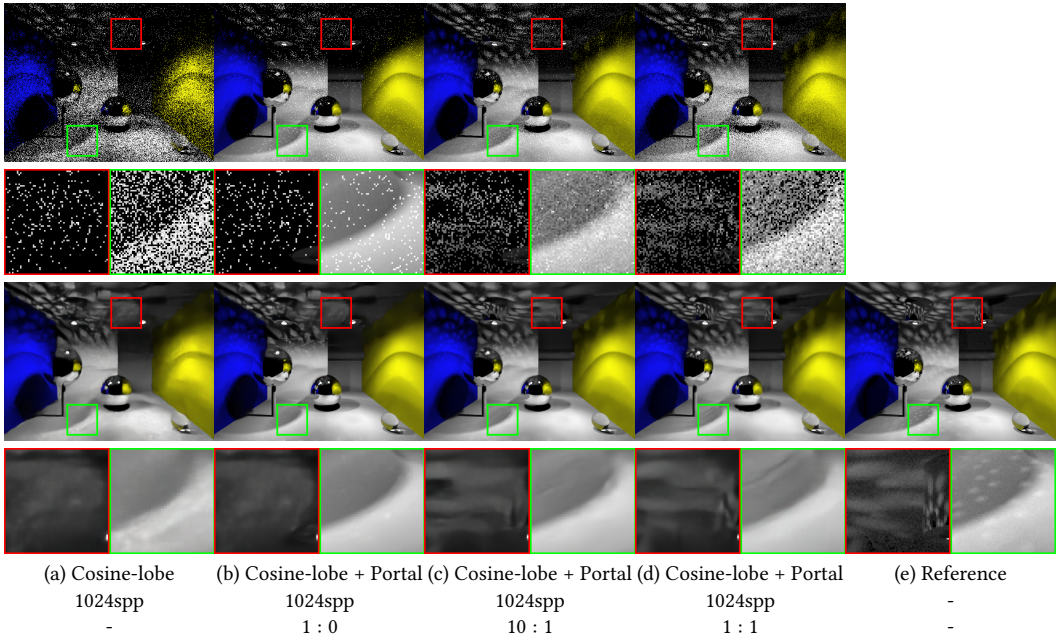 (a) Cosine-lobe (b) Cosine-lobe + Portal (c) Cosine-lobe + Portal (d) Cosine-lobe + Portal (e) Reference
1024spp 1024spp 1024spp 1024spp -
- 1 : 0 10 : 1 1 : 1 -